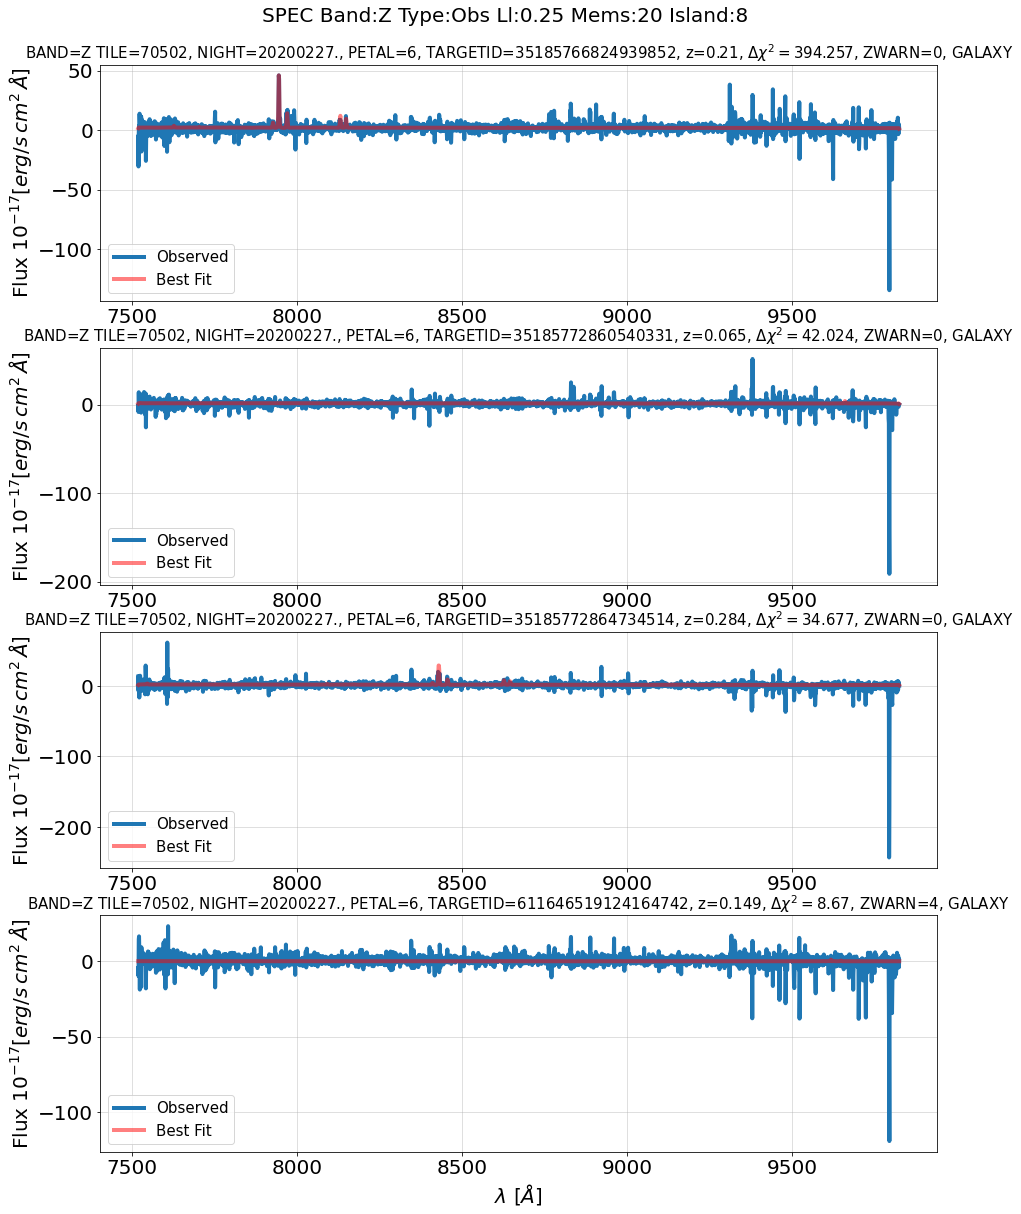 SPEC Band:Z Type:Obs Ll:0.25 Mems:20 Island:8
BAND=Z TILE=70502, NIGHT=20200227., PETAL=6, TARGETID=35185766824939852, z=0.21, Δχ² = 394.257, ZWARN=0, GALAXY
Flux 10⁻¹⁷[erg/s cm² Å]
50
0
−50
−100
Observed
Best Fit
7500 8000 8500 9000 9500
BAND=Z TILE=70502, NIGHT=20200227., PETAL=6, TARGETID=35185772860540331, z=0.065, Δχ² = 42.024, ZWARN=0, GALAXY
Flux 10⁻¹⁷[erg/s cm² Å]
0
−100
−200
Observed
Best Fit
7500 8000 8500 9000 9500
BAND=Z TILE=70502, NIGHT=20200227., PETAL=6, TARGETID=35185772864734514, z=0.284, Δχ² = 34.677, ZWARN=0, GALAXY
Flux 10⁻¹⁷[erg/s cm² Å]
0
−100
−200
Observed
Best Fit
7500 8000 8500 9000 9500
BAND=Z TILE=70502, NIGHT=20200227., PETAL=6, TARGETID=611646519124164742, z=0.149, Δχ² = 8.67, ZWARN=4, GALAXY
Flux 10⁻¹⁷[erg/s cm² Å]
0
−50
−100
Observed
Best Fit
7500 8000 8500 9000 9500
λ [Å]